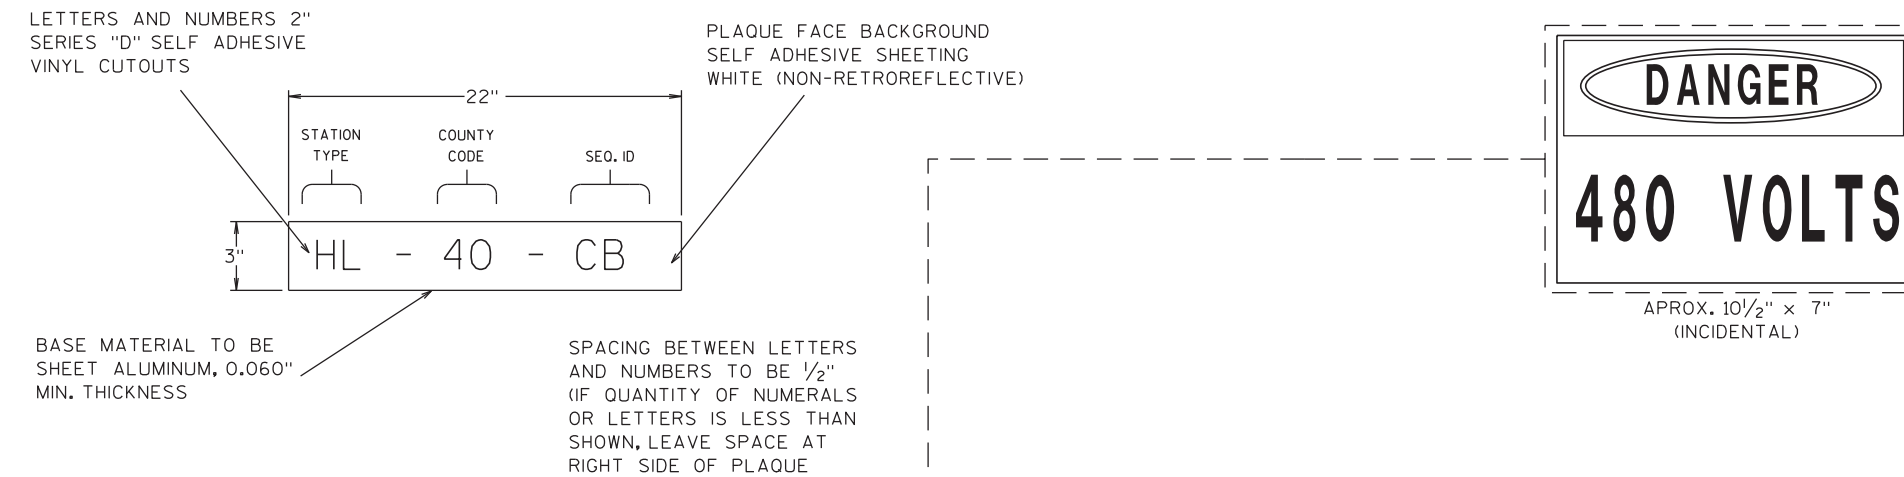 LETTERS AND NUMBERS 2"
SERIES "D" SELF ADHESIVE
VINYL CUTOUTS
PLAQUE FACE BACKGROUND
SELF ADHESIVE SHEETING
WHITE (NON-RETROREFLECTIVE)
22"
STATION
TYPE
COUNTY
CODE
SEQ. ID
3"
HL - 40 - CB
BASE MATERIAL TO BE
SHEET ALUMINUM, 0.060"
MIN. THICKNESS
SPACING BETWEEN LETTERS
AND NUMBERS TO BE 1/2"
(IF QUANTITY OF NUMERALS
OR LETTERS IS LESS THAN
SHOWN, LEAVE SPACE AT
RIGHT SIDE OF PLAQUE
DANGER
480 VOLTS
APROX. 10 1/2" x 7"
(INCIDENTAL)